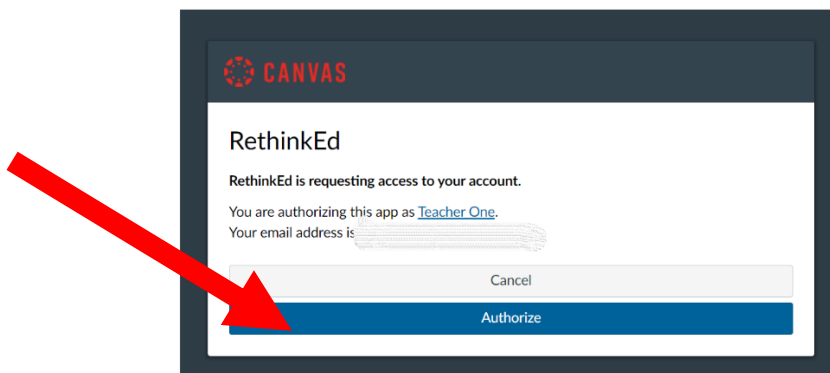 CANVAS
RethinkEd
RethinkEd is requesting access to your account.
You are authorizing this app as Teacher One.
Your email address is
Cancel
Authorize